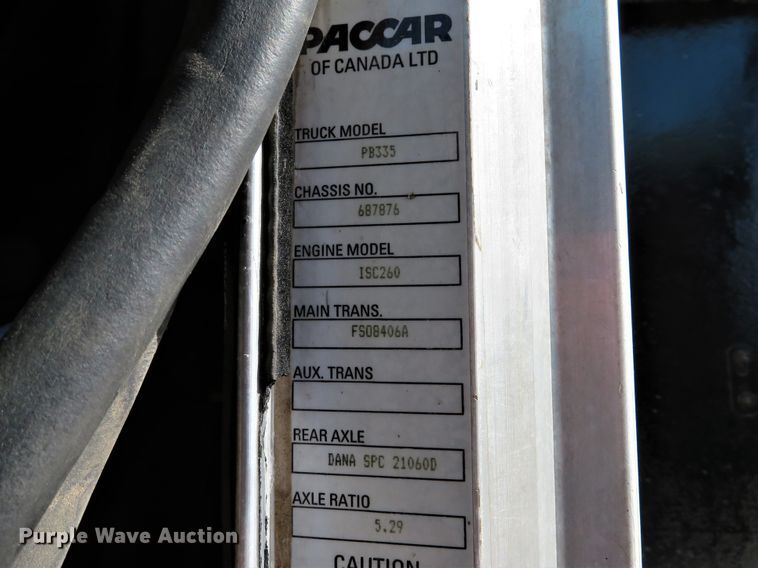 PACCAR
OF CANADA LTD
TRUCK MODEL
PB335
CHASSIS NO.
687876
ENGINE MODEL
ISC260
MAIN TRANS.
FSO8406A
AUX. TRANS
REAR AXLE
DANA SPC 21060D
AXLE RATIO
5.29
CAUTION
Purple Wave Auction